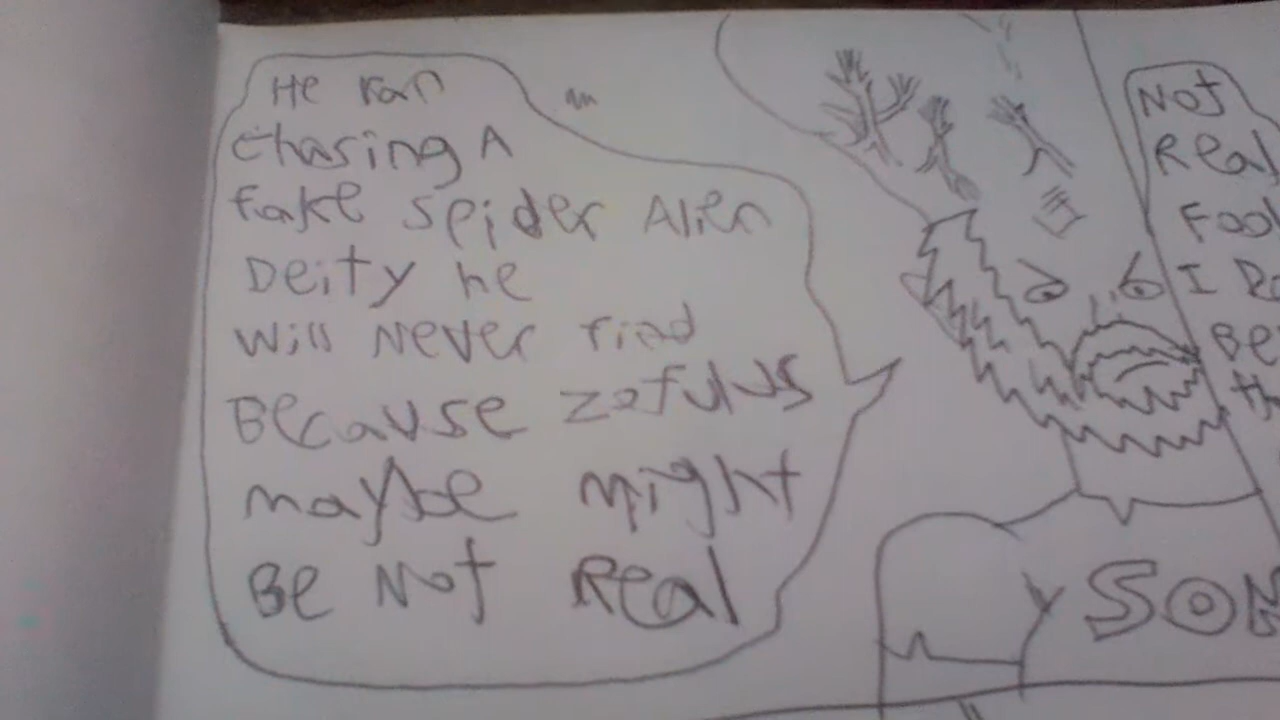 He ran
chasing A
fake spider Alien
Deity he
will never find
Because zofulus
maybe might
Be Not Real
Not
Real
Fool
I
Be
th
SON